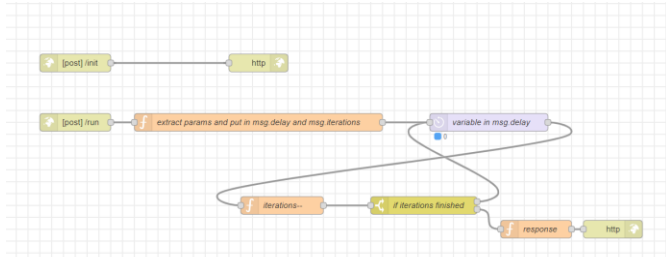 [post] /init
http
[post] /run
extract params and put in msg.delay and msg.iterations
variable in msg.delay
0
iterations--
if iterations finished
response
http